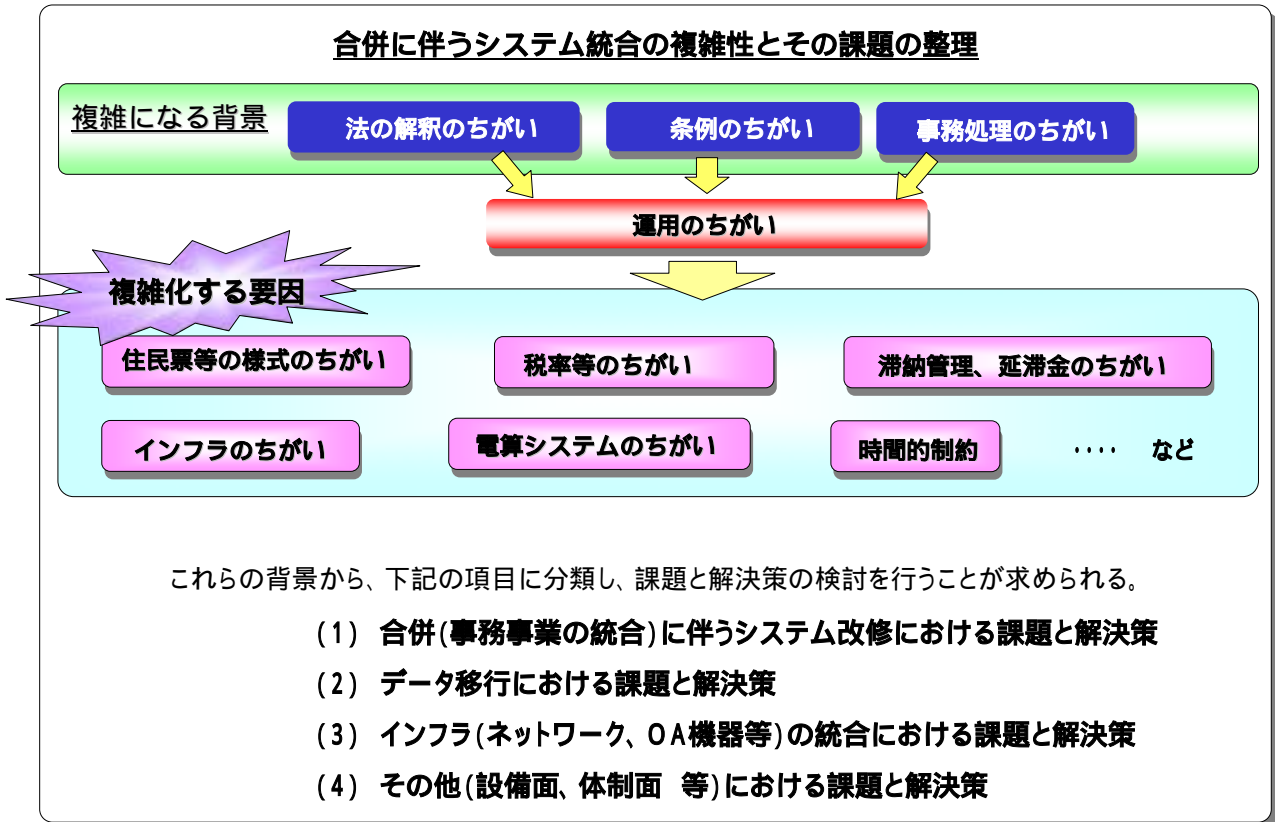 合併に伴うシステム統合の複雑性とその課題の整理
複雑になる背景
法の解釈のちがい
条例のちがい
事務処理のちがい
運用のちがい
複雑化する要因
住民票等の様式のちがい
税率等のちがい
滞納管理、延滞金のちがい
インフラのちがい
電算システムのちがい
時間的制約
‥‥ など
これらの背景から、下記の項目に分類し、課題と解決策の検討を行うことが求められる。
(1) 合併(事務事業の統合)に伴うシステム改修における課題と解決策
(2) データ移行における課題と解決策
(3) インフラ(ネットワーク、OA機器等)の統合における課題と解決策
(4) その他(設備面、体制面 等)における課題と解決策